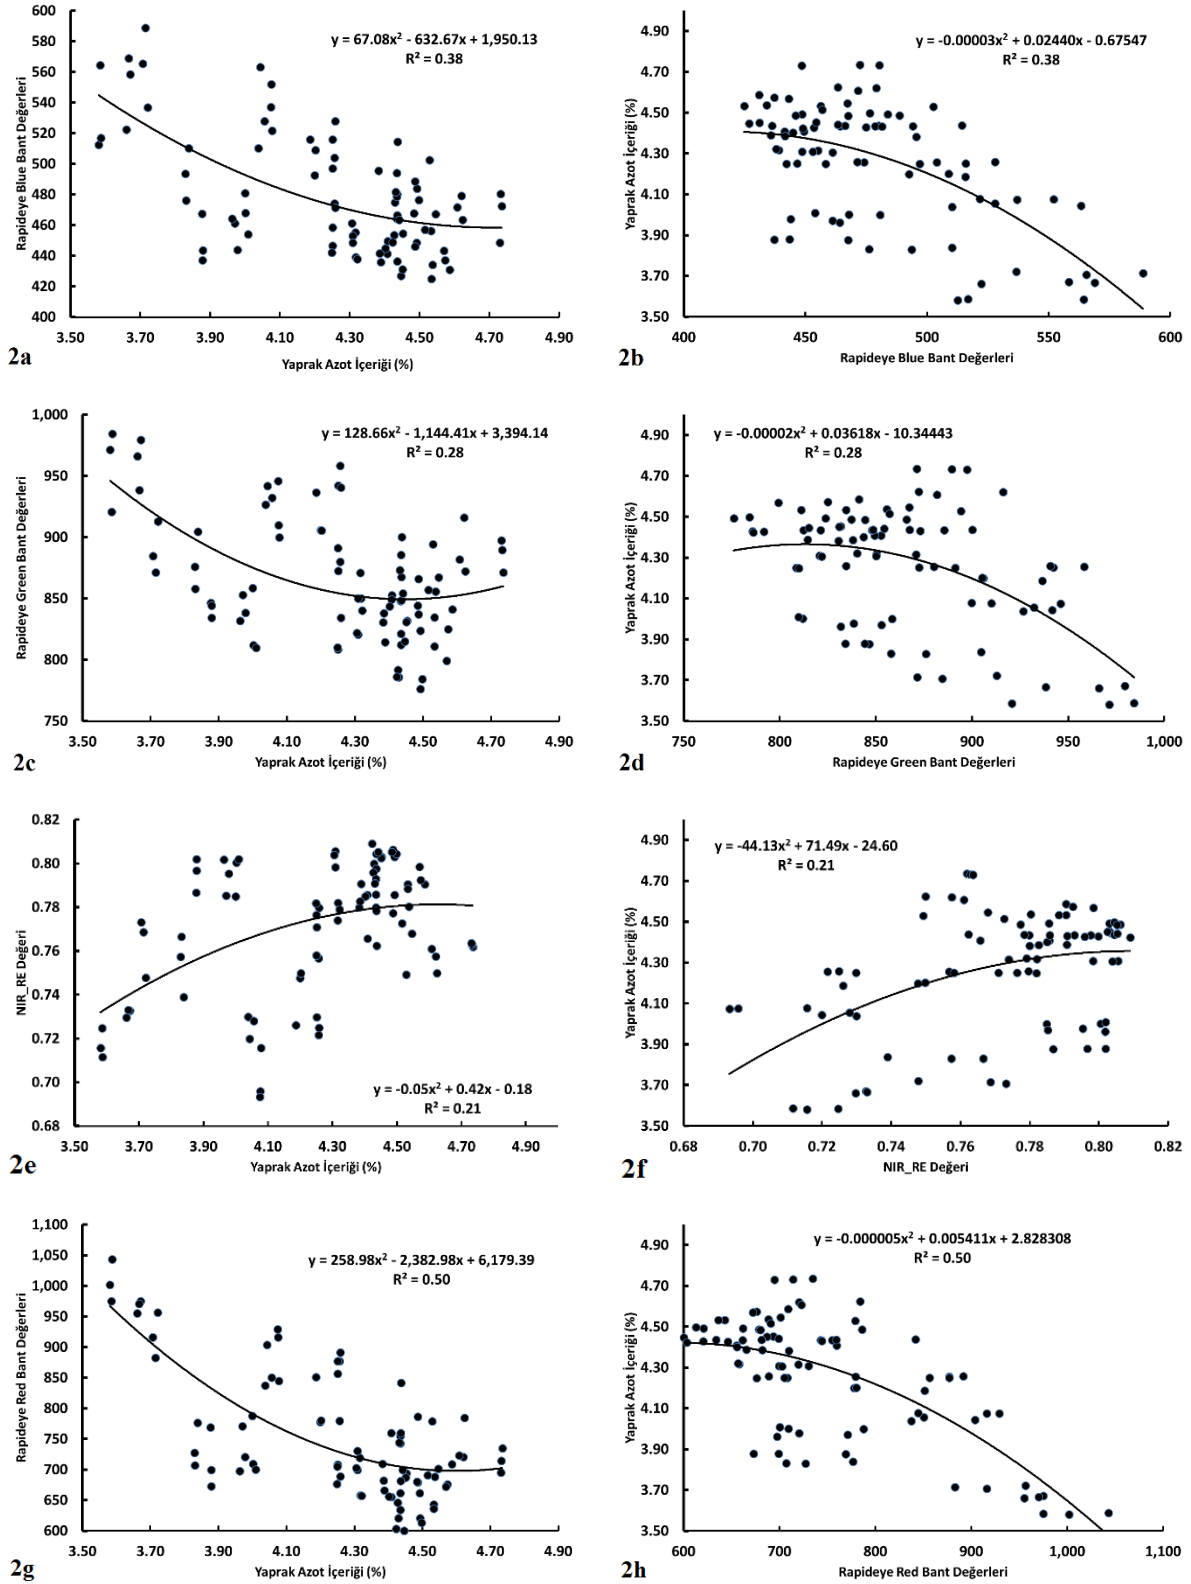 y = 67.08x² - 632.67x + 1,950.13
R² = 0.38
Rapideye Blue Bant Değerleri
600
580
560
540
520
500
480
460
440
420
400
3.50 3.70 3.90 4.10 4.30 4.50 4.70 4.90
Yaprak Azot İçeriği (%)
2a
y = -0.00003x² + 0.02440x - 0.67547
R² = 0.38
Yaprak Azot İçeriği (%)
4.90
4.70
4.50
4.30
4.10
3.90
3.70
3.50
400 450 500 550 600
Rapideye Blue Bant Değerleri
2b
y = 128.66x² - 1,144.41x + 3,394.14
R² = 0.28
Rapideye Green Bant Değerleri
1,000
950
900
850
800
750
3.50 3.70 3.90 4.10 4.30 4.50 4.70 4.90
Yaprak Azot İçeriği (%)
2c
y = -0.00002x² + 0.03618x - 10.34443
R² = 0.28
Yaprak Azot İçeriği (%)
4.90
4.70
4.50
4.30
4.10
3.90
3.70
3.50
750 800 850 900 950 1,000
Rapideye Green Bant Değerleri
2d
NIR_RE Değeri
0.82
0.80
0.78
0.76
0.74
0.72
0.70
0.68
y = -0.05x² + 0.42x - 0.18
R² = 0.21
3.50 3.70 3.90 4.10 4.30 4.50 4.70 4.90
Yaprak Azot İçeriği (%)
2e
y = -44.13x² + 71.49x - 24.60
R² = 0.21
Yaprak Azot İçeriği (%)
4.90
4.70
4.50
4.30
4.10
3.90
3.70
3.50
0.68 0.70 0.72 0.74 0.76 0.78 0.80 0.82
NIR_RE Değeri
2f
y = 258.98x² - 2,382.98x + 6,179.39
R² = 0.50
Rapideye Red Bant Değerleri
1,100
1,050
1,000
950
900
850
800
750
700
650
600
3.50 3.70 3.90 4.10 4.30 4.50 4.70 4.90
Yaprak Azot İçeriği (%)
2g
y = -0.000005x² + 0.005411x + 2.828308
R² = 0.50
Yaprak Azot İçeriği (%)
4.90
4.70
4.50
4.30
4.10
3.90
3.70
3.50
600 700 800 900 1,000 1,100
Rapideye Red Bant Değerleri
2h